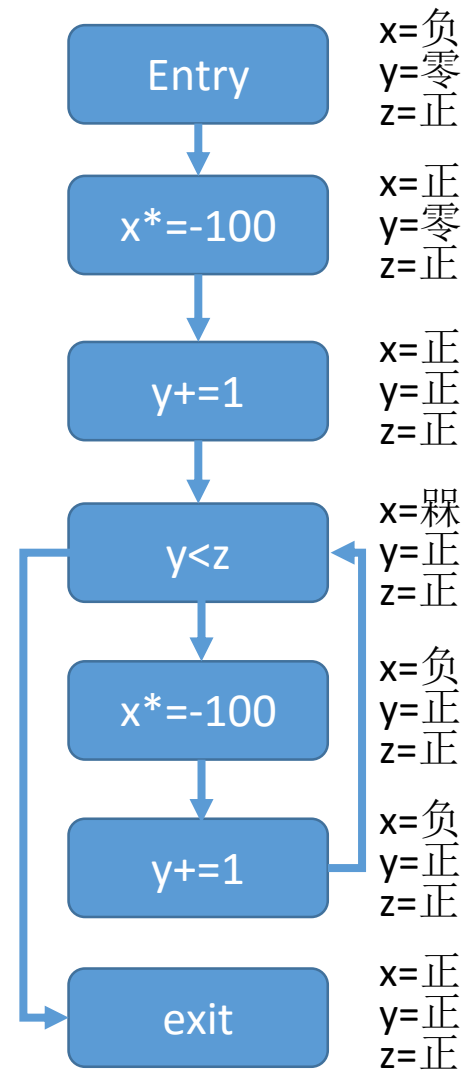 Entry
x=负
y=零
z=正
x*=-100
x=正
y=零
z=正
y+=1
x=正
y=正
z=正
y<z
x=槑
y=正
z=正
x*=-100
x=负
y=正
z=正
y+=1
x=负
y=正
z=正
exit
x=正
y=正
z=正